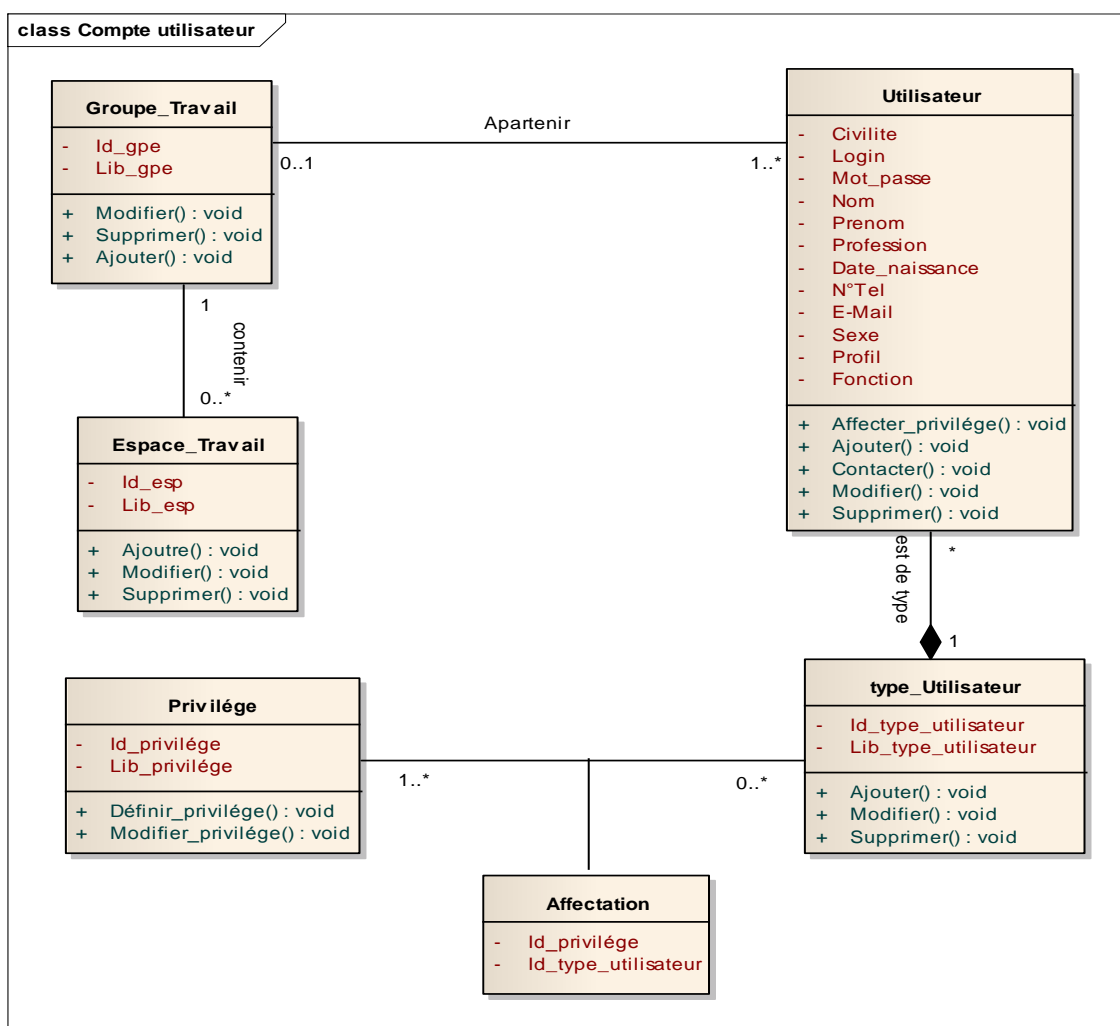 class Compte utilisateur
Groupe_Travail
- Id_gpe
- Lib_gpe
+ Modifier() : void
+ Supprimer() : void
+ Ajouter() : void
Apartenir
0..1
1..*
Utilisateur
- Civilite
- Login
- Mot_passe
- Nom
- Prenom
- Profession
- Date_naissance
- N°Tel
- E-Mail
- Sexe
- Profil
- Fonction
+ Affecter_privilége() : void
+ Ajouter() : void
+ Contacter() : void
+ Modifier() : void
+ Supprimer() : void
1
contenir
0..*
Espace_Travail
- Id_esp
- Lib_esp
+ Ajoutre() : void
+ Modifier() : void
+ Supprimer() : void
est de type
*
1
type_Utilisateur
- Id_type_utilisateur
- Lib_type_utilisateur
+ Ajouter() : void
+ Modifier() : void
+ Supprimer() : void
Privilége
- Id_privilége
- Lib_privilége
+ Définir_privilége() : void
+ Modifier_privilége() : void
1..*
0..*
Affectation
- Id_privilége
- Id_type_utilisateur